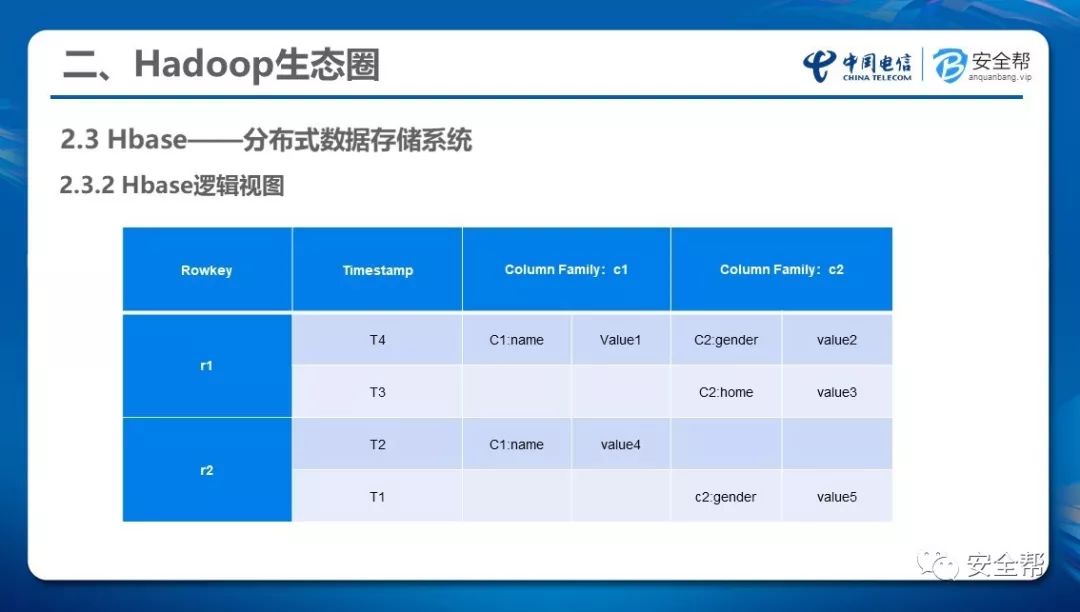 二、Hadoop生态圈
中国电信
CHINA TELECOM
安全帮
anquanbang.vip
2.3 Hbase——分布式数据存储系统
2.3.2 Hbase逻辑视图
Rowkey Timestamp Column Family：c1 Column Family：c2
r1
T4 C1:name Value1 C2:gender value2
T3 C2:home value3
r2
T2 C1:name value4
T1 c2:gender value5
安全帮